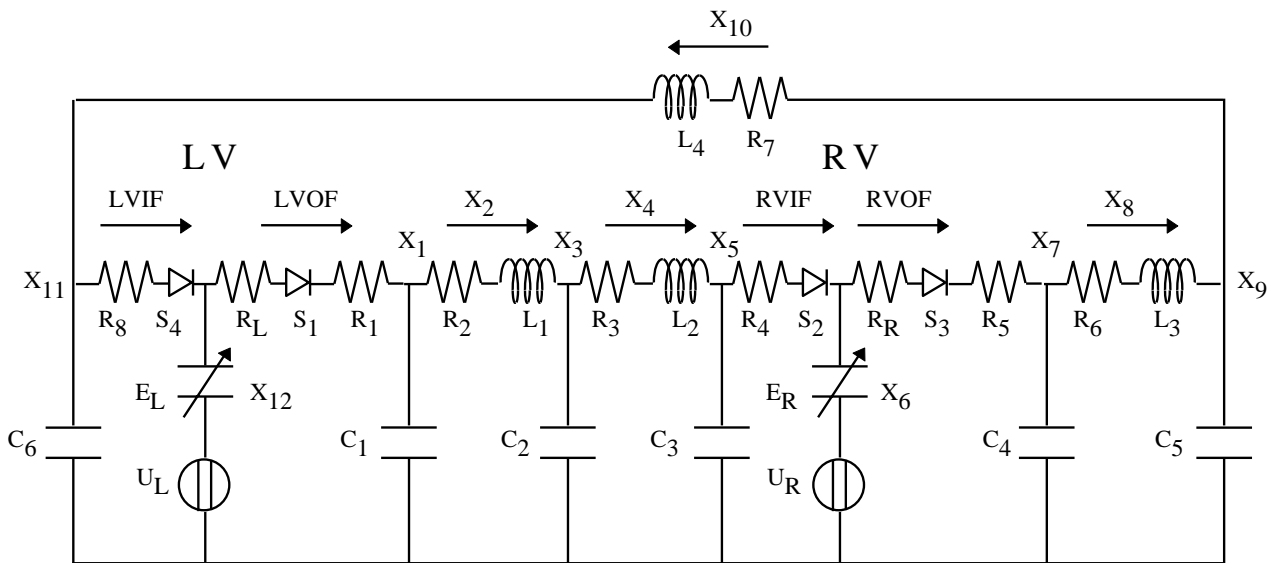 X10
L4 R7
LV RV
LVIF LVOF X2 X4 RVIF RVOF X8
X1 X3 X5 X7
X11 X9
R8 S4 RL S1 R1 R2 L1 R3 L2 R4 S2 RR S3 R5 R6 L3
EL X12 ER X6
C6 C1 C2 C3 C4 C5
UL UR